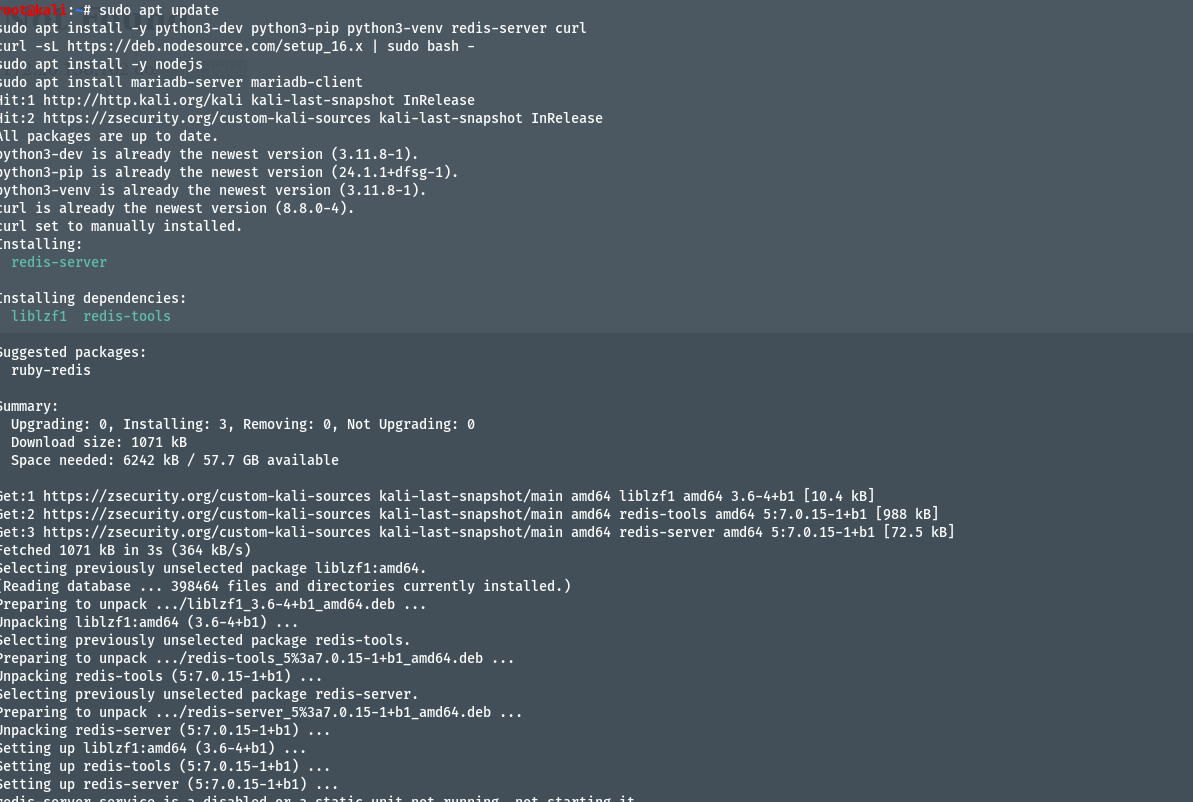 root@kali:~# sudo apt update
sudo apt install -y python3-dev python3-pip python3-venv redis-server curl
curl -sL https://deb.nodesource.com/setup_16.x | sudo bash -
sudo apt install -y nodejs
sudo apt install mariadb-server mariadb-client
Hit:1 http://http.kali.org/kali kali-last-snapshot InRelease
Hit:2 https://zsecurity.org/custom-kali-sources kali-last-snapshot InRelease
All packages are up to date.
python3-dev is already the newest version (3.11.8-1).
python3-pip is already the newest version (24.1.1+dfsg-1).
python3-venv is already the newest version (3.11.8-1).
curl is already the newest version (8.8.0-4).
curl set to manually installed.
Installing:
  redis-server

Installing dependencies:
  liblzf1  redis-tools

Suggested packages:
  ruby-redis

Summary:
  Upgrading: 0, Installing: 3, Removing: 0, Not Upgrading: 0
  Download size: 1071 kB
  Space needed: 6242 kB / 57.7 GB available

Get:1 https://zsecurity.org/custom-kali-sources kali-last-snapshot/main amd64 liblzf1 amd64 3.6-4+b1 [10.4 kB]
Get:2 https://zsecurity.org/custom-kali-sources kali-last-snapshot/main amd64 redis-tools amd64 5:7.0.15-1+b1 [988 kB]
Get:3 https://zsecurity.org/custom-kali-sources kali-last-snapshot/main amd64 redis-server amd64 5:7.0.15-1+b1 [72.5 kB]
Fetched 1071 kB in 3s (364 kB/s)
Selecting previously unselected package liblzf1:amd64.
(Reading database ... 398464 files and directories currently installed.)
Preparing to unpack .../liblzf1_3.6-4+b1_amd64.deb ...
Unpacking liblzf1:amd64 (3.6-4+b1) ...
Selecting previously unselected package redis-tools.
Preparing to unpack .../redis-tools_5%3a7.0.15-1+b1_amd64.deb ...
Unpacking redis-tools (5:7.0.15-1+b1) ...
Selecting previously unselected package redis-server.
Preparing to unpack .../redis-server_5%3a7.0.15-1+b1_amd64.deb ...
Unpacking redis-server (5:7.0.15-1+b1) ...
Setting up liblzf1:amd64 (3.6-4+b1) ...
Setting up redis-tools (5:7.0.15-1+b1) ...
Setting up redis-server (5:7.0.15-1+b1) ...
redis-server.service is a disabled or a static unit not running, not starting it.